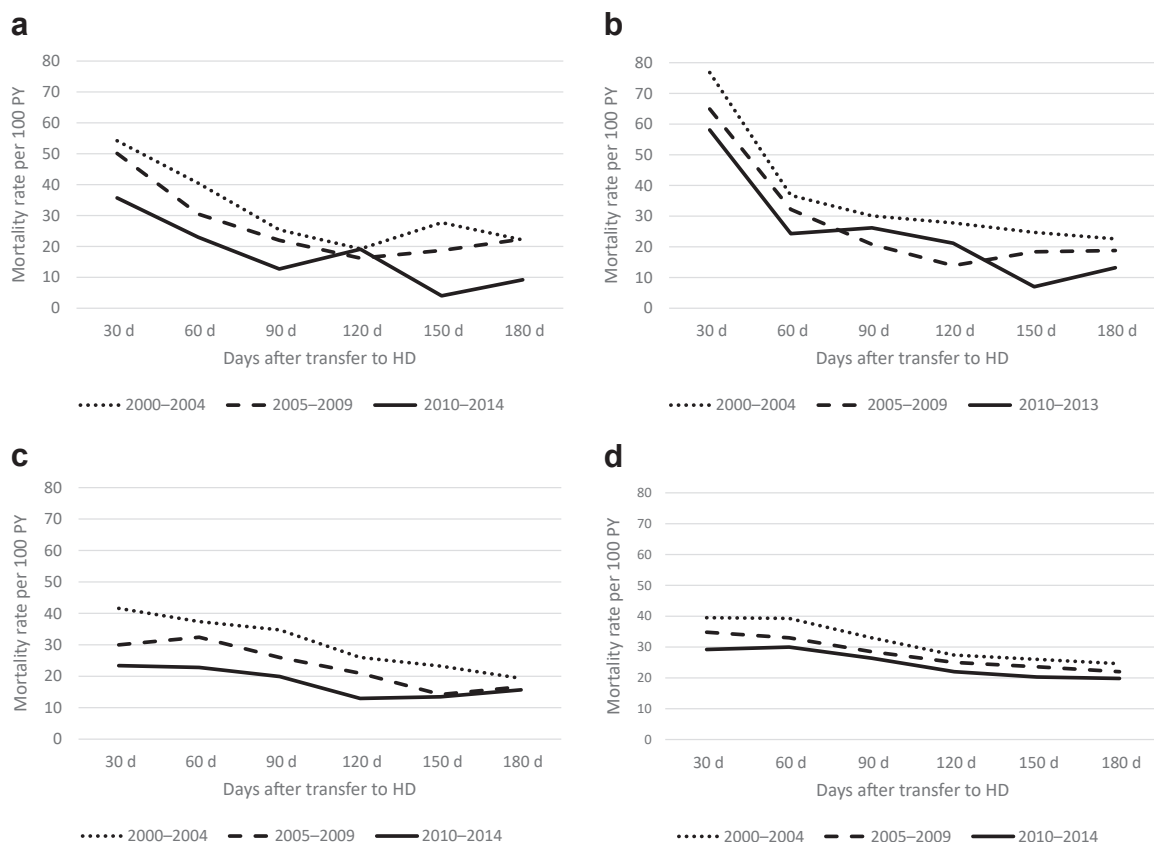 a
Mortality rate per 100 PY
80
70
60
50
40
30
20
10
0
30 d 60 d 90 d 120 d 150 d 180 d
Days after transfer to HD
2000–2004 2005–2009 2010–2014
b
Mortality rate per 100 PY
80
70
60
50
40
30
20
10
0
30 d 60 d 90 d 120 d 150 d 180 d
Days after transfer to HD
2000–2004 2005–2009 2010–2013
c
Mortality rate per 100 PY
80
70
60
50
40
30
20
10
0
30 d 60 d 90 d 120 d 150 d 180 d
Days after transfer to HD
2000–2004 2005–2009 2010–2014
d
Mortality rate per 100 PY
80
70
60
50
40
30
20
10
0
30 d 60 d 90 d 120 d 150 d 180 d
Days after transfer to HD
2000–2004 2005–2009 2010–2014